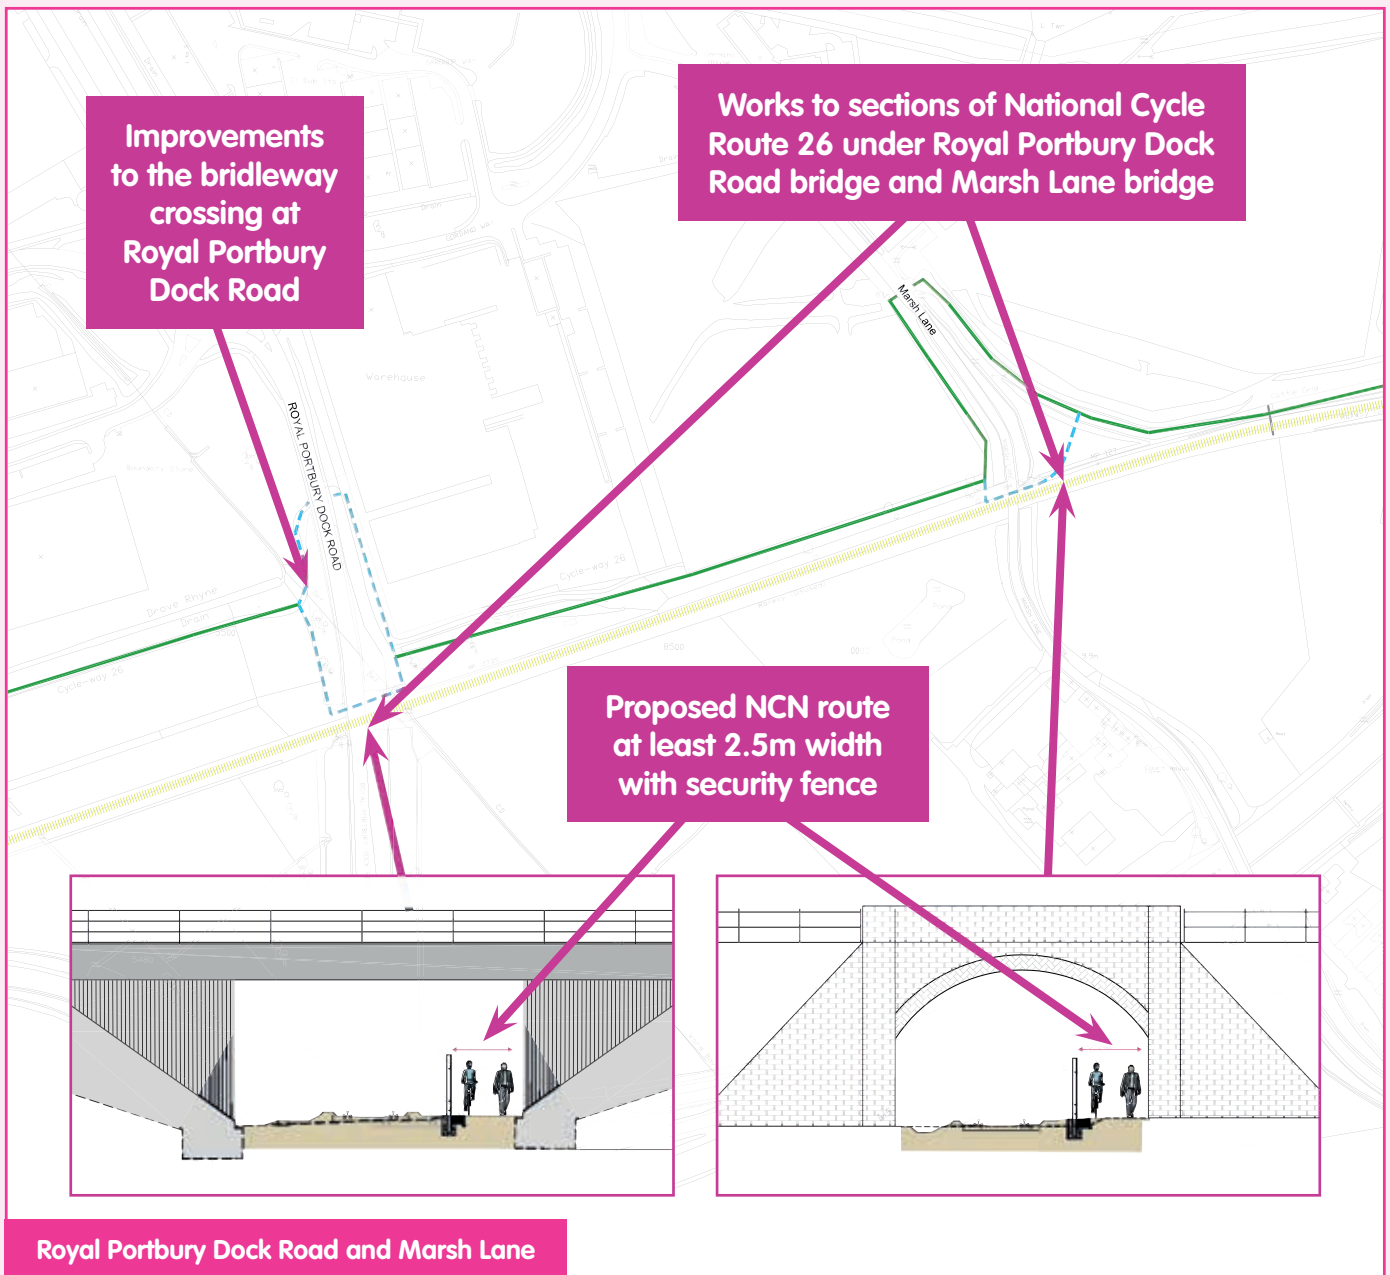 Works to sections of National Cycle
Route 26 under Royal Portbury Dock
Road bridge and Marsh Lane bridge
Improvements
to the bridleway
crossing at
Royal Portbury
Dock Road
Marsh Lane
Warehouse
ROYAL PORTBURY DOCK ROAD
Cycle-way 26
Drove Rhyne
Drain
Cycle-way 26
Proposed NCN route
at least 2.5m width
with security fence
Royal Portbury Dock Road and Marsh Lane